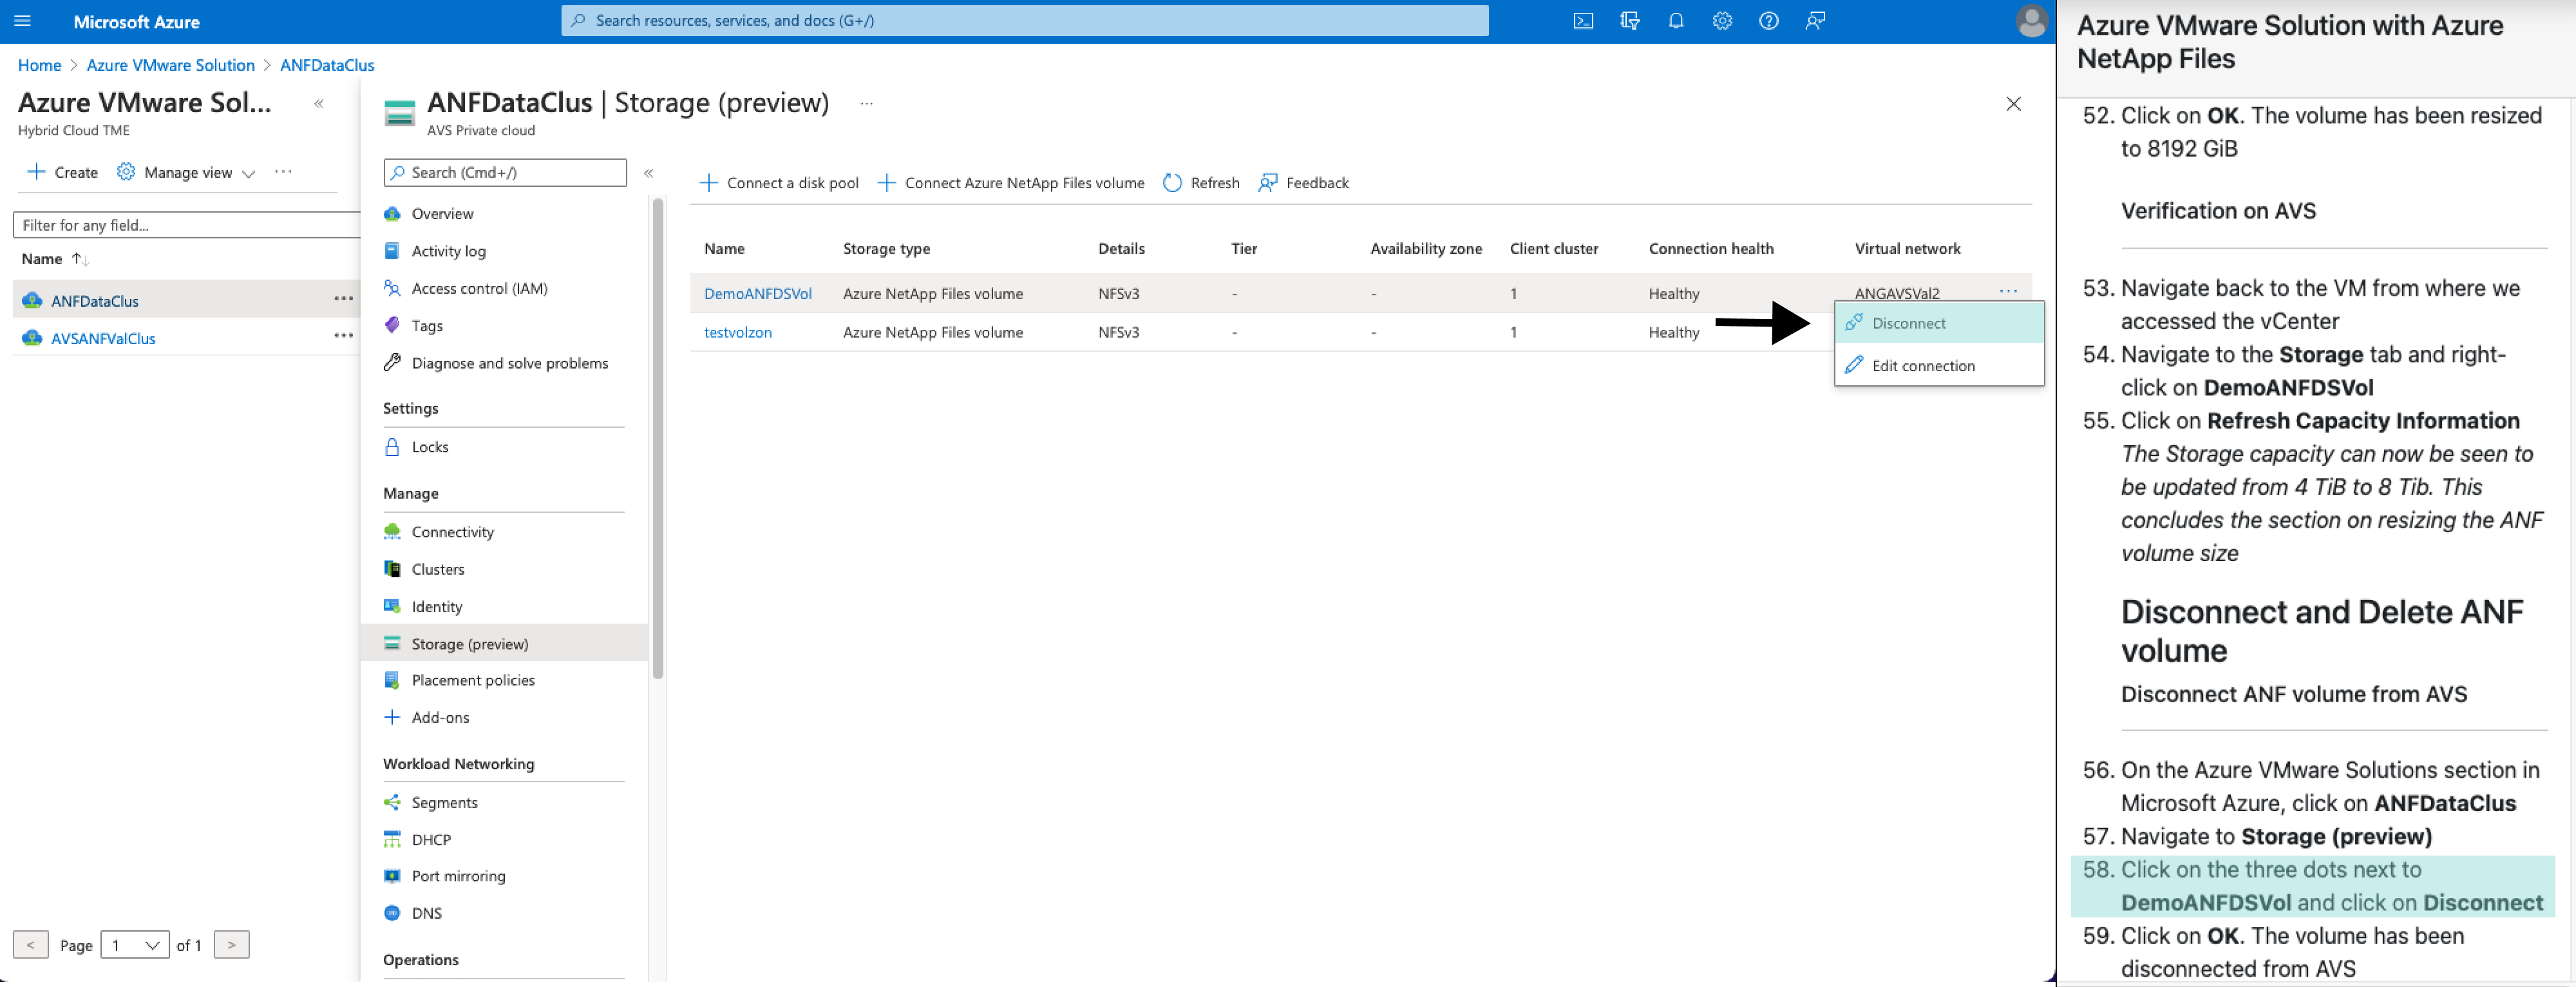 Microsoft Azure
Search resources, services, and docs (G+/)
Home > Azure VMware Solution > ANFDataClus
Azure VMware Sol...
«
Hybrid Cloud TME
+ Create
Manage view
...
Filter for any field...
Name ↑↓
ANFDataClus
...
AVSANFValClus
...
< Page 1 of 1 >
ANFDataClus | Storage (preview)
...
AVS Private cloud
Search (Cmd+/)
«
Overview
Activity log
Access control (IAM)
Tags
Diagnose and solve problems
Settings
Locks
Manage
Connectivity
Clusters
Identity
Storage (preview)
Placement policies
Add-ons
Workload Networking
Segments
DHCP
Port mirroring
DNS
Operations
+ Connect a disk pool + Connect Azure NetApp Files volume Refresh Feedback
Name Storage type Details Tier Availability zone Client cluster Connection health Virtual network
DemoANFDSVol Azure NetApp Files volume NFSv3 - - 1 Healthy ANGAVSVal2 ...
testvolzon Azure NetApp Files volume NFSv3 - - 1 Healthy
Disconnect
Edit connection
Azure VMware Solution with Azure
NetApp Files
52. Click on OK. The volume has been resized
to 8192 GiB
Verification on AVS
53. Navigate back to the VM from where we
accessed the vCenter
54. Navigate to the Storage tab and right-
click on DemoANFDSVol
55. Click on Refresh Capacity Information
The Storage capacity can now be seen to
be updated from 4 TiB to 8 Tib. This
concludes the section on resizing the ANF
volume size
Disconnect and Delete ANF
volume
Disconnect ANF volume from AVS
56. On the Azure VMware Solutions section in
Microsoft Azure, click on ANFDataClus
57. Navigate to Storage (preview)
58. Click on the three dots next to
DemoANFDSVol and click on Disconnect
59. Click on OK. The volume has been
disconnected from AVS